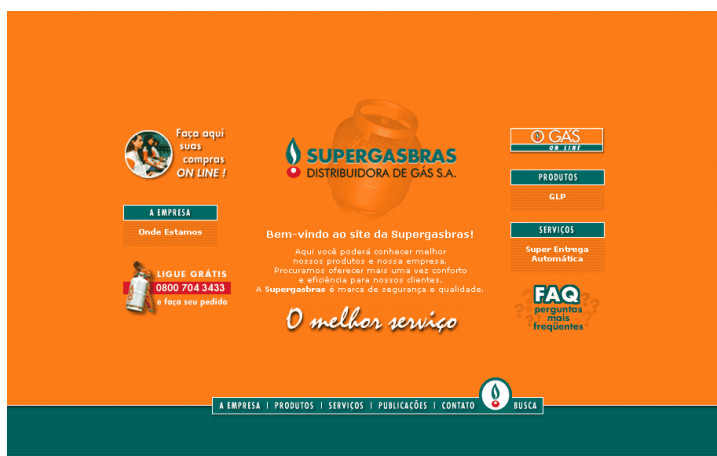 Faça aqui
suas
compras
ON LINE !
A EMPRESA
Onde Estamos
LIGUE GRÁTIS
0800 704 3433
e faça seu pedido
SUPERGASBRAS
DISTRIBUIDORA DE GÁS S.A.
Bem-vindo ao site da Supergasbras!
Aqui você poderá conhecer melhor
nossos produtos e nossa empresa.
Procuramos oferecer mais uma vez conforto
e eficiência para nossos clientes.
A Supergasbras é marca de segurança e qualidade.
O melhor serviço
GÁS
ON LINE
PRODUTOS
GLP
SERVIÇOS
Super Entrega
Automática
FAQ
perguntas
mais
freqüentes
A EMPRESA | PRODUTOS | SERVIÇOS | PUBLICAÇÕES | CONTATO BUSCA